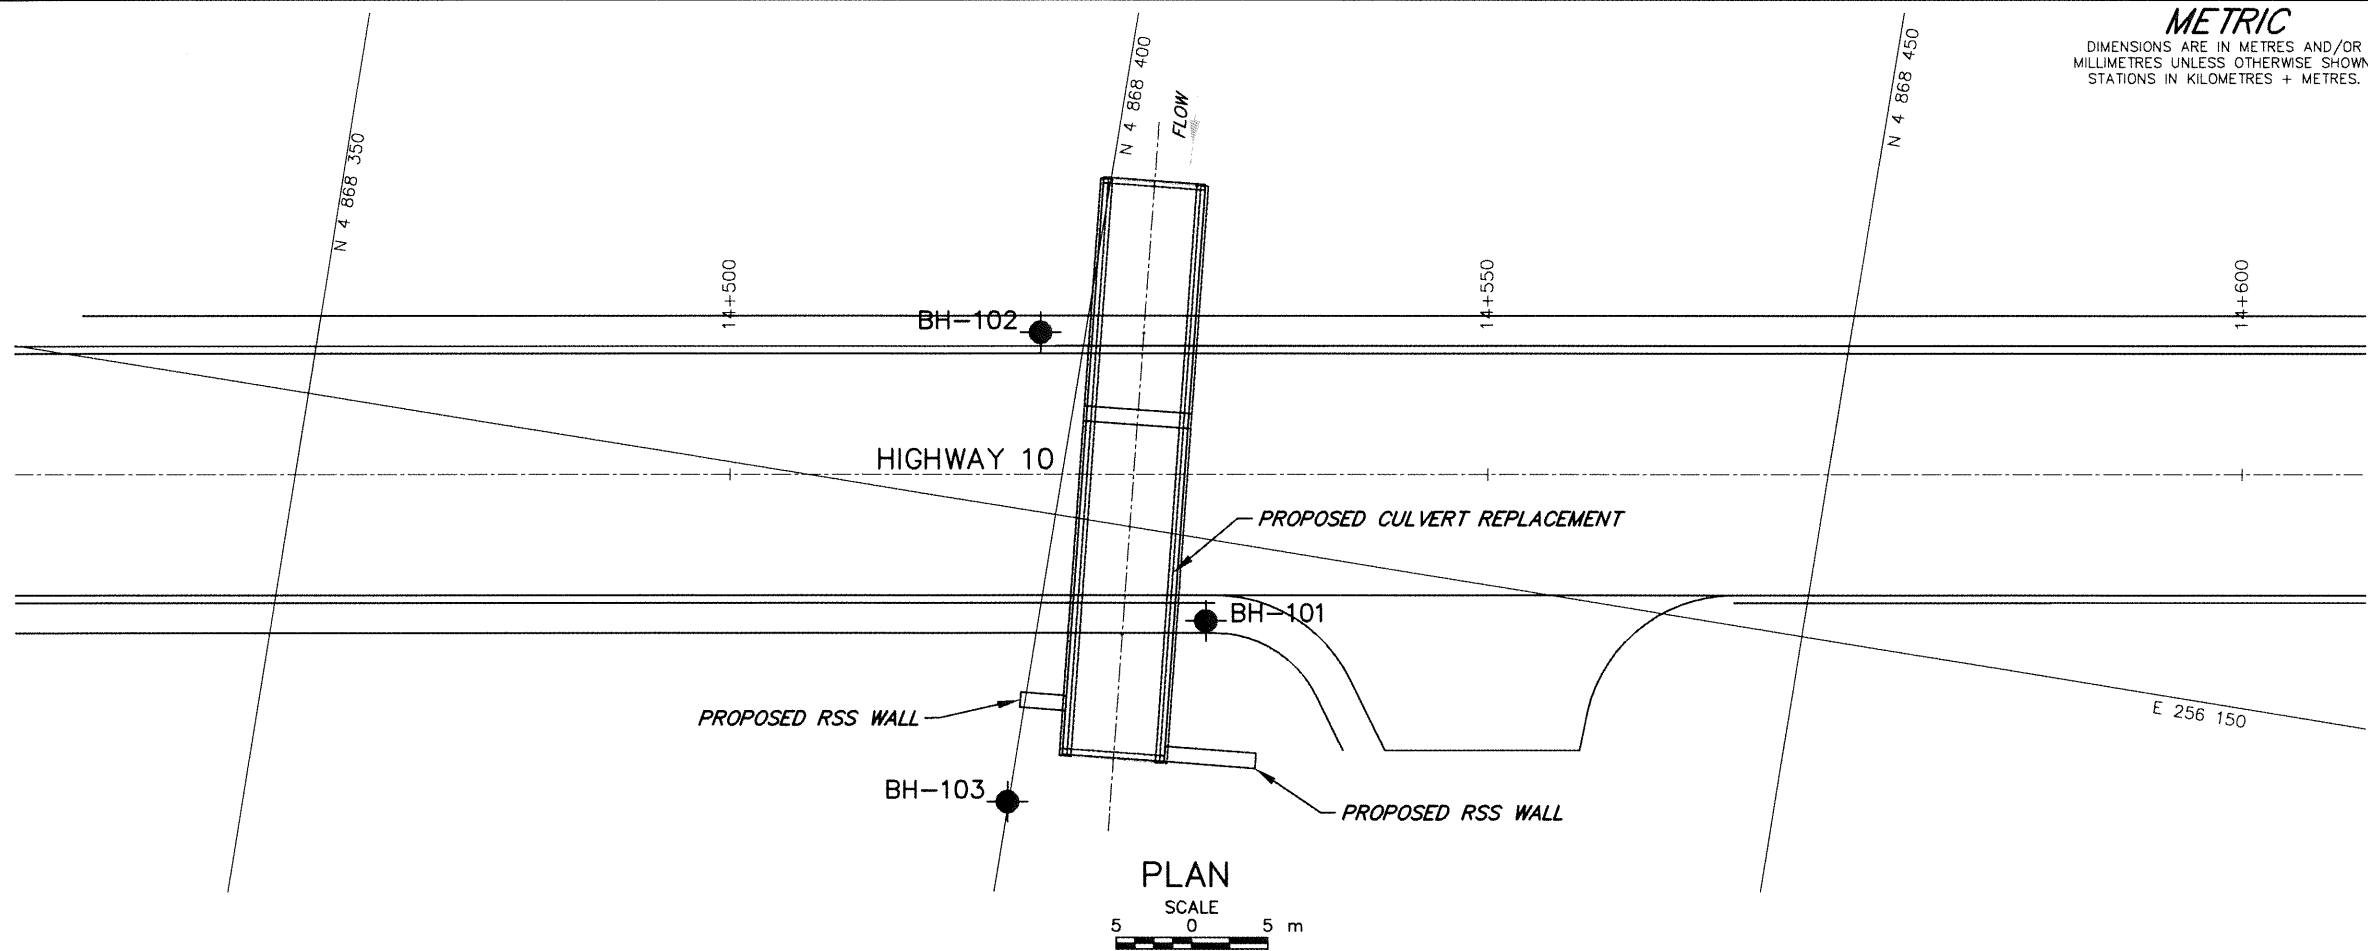 METRIC
DIMENSIONS ARE IN METRES AND/OR
MILLIMETRES UNLESS OTHERWISE SHOWN
STATIONS IN KILOMETRES + METRES.
N 4 868 350
N 4 868 400
FLOW
N 4 868 450
14+500
14+550
14+600
BH-102
HIGHWAY 10
PROPOSED CULVERT REPLACEMENT
BH-101
PROPOSED RSS WALL
E 256 150
BH-103
PROPOSED RSS WALL
PLAN
SCALE
5 0 5 m